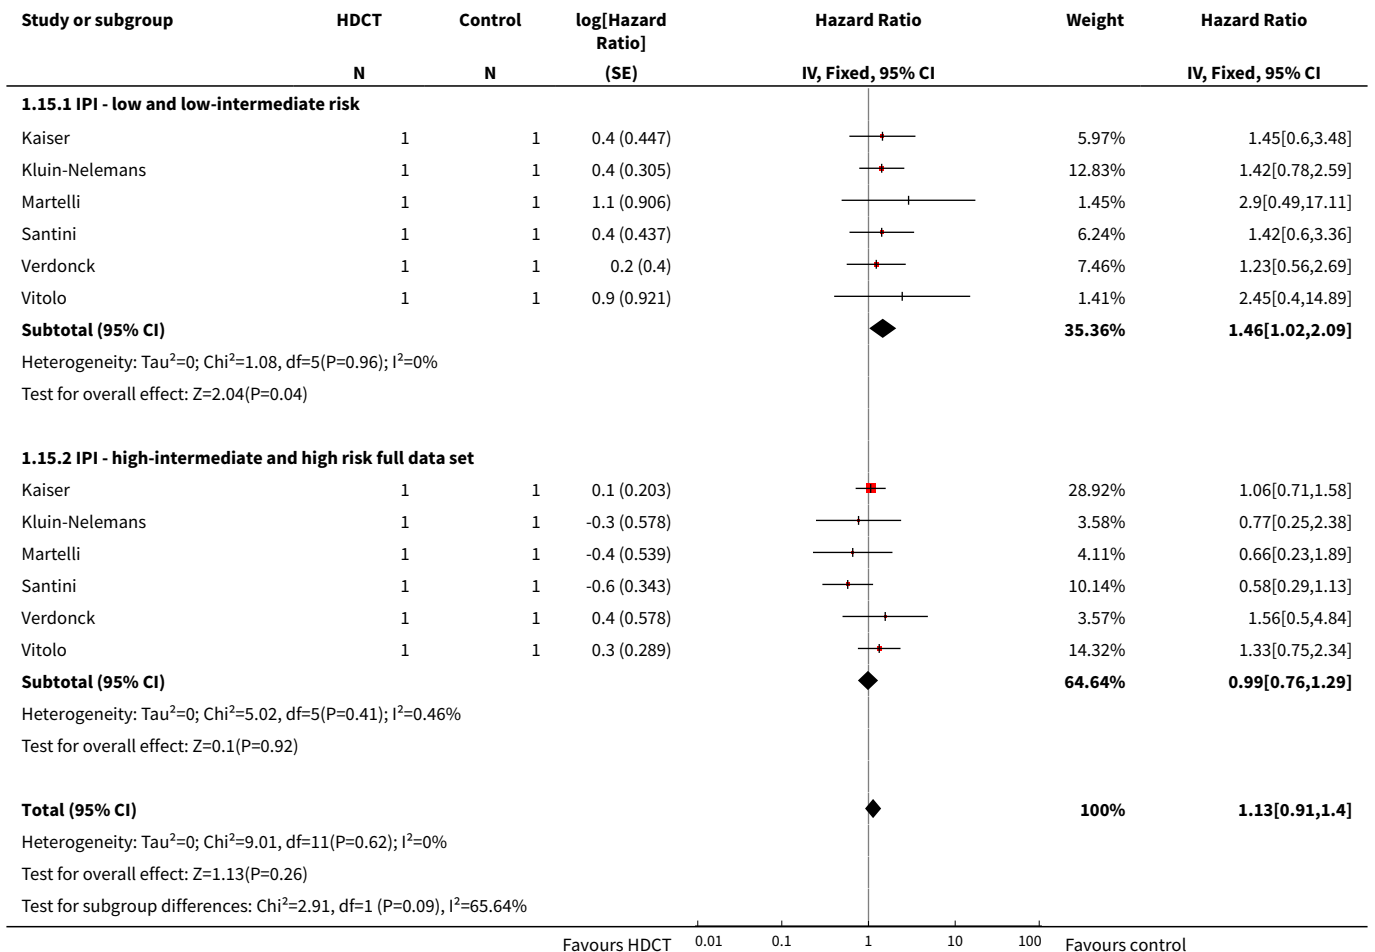 Study or subgroup HDCT Control log[Hazard Ratio] Hazard Ratio Weight Hazard Ratio
N N (SE) IV, Fixed, 95% CI IV, Fixed, 95% CI
1.15.1 IPI - low and low-intermediate risk
Kaiser 1 1 0.4 (0.447) 5.97% 1.45[0.6,3.48]
Kluin-Nelemans 1 1 0.4 (0.305) 12.83% 1.42[0.78,2.59]
Martelli 1 1 1.1 (0.906) 1.45% 2.9[0.49,17.11]
Santini 1 1 0.4 (0.437) 6.24% 1.42[0.6,3.36]
Verdonck 1 1 0.2 (0.4) 7.46% 1.23[0.56,2.69]
Vitolo 1 1 0.9 (0.921) 1.41% 2.45[0.4,14.89]
Subtotal (95% CI) 35.36% 1.46[1.02,2.09]
Heterogeneity: Tau²=0; Chi²=1.08, df=5(P=0.96); I²=0%
Test for overall effect: Z=2.04(P=0.04)
1.15.2 IPI - high-intermediate and high risk full data set
Kaiser 1 1 0.1 (0.203) 28.92% 1.06[0.71,1.58]
Kluin-Nelemans 1 1 -0.3 (0.578) 3.58% 0.77[0.25,2.38]
Martelli 1 1 -0.4 (0.539) 4.11% 0.66[0.23,1.89]
Santini 1 1 -0.6 (0.343) 10.14% 0.58[0.29,1.13]
Verdonck 1 1 0.4 (0.578) 3.57% 1.56[0.5,4.84]
Vitolo 1 1 0.3 (0.289) 14.32% 1.33[0.75,2.34]
Subtotal (95% CI) 64.64% 0.99[0.76,1.29]
Heterogeneity: Tau²=0; Chi²=5.02, df=5(P=0.41); I²=0.46%
Test for overall effect: Z=0.1(P=0.92)
Total (95% CI) 100% 1.13[0.91,1.4]
Heterogeneity: Tau²=0; Chi²=9.01, df=11(P=0.62); I²=0%
Test for overall effect: Z=1.13(P=0.26)
Test for subgroup differences: Chi²=2.91, df=1 (P=0.09), I²=65.64%
Favours HDCT 0.01 0.1 1 10 100 Favours control